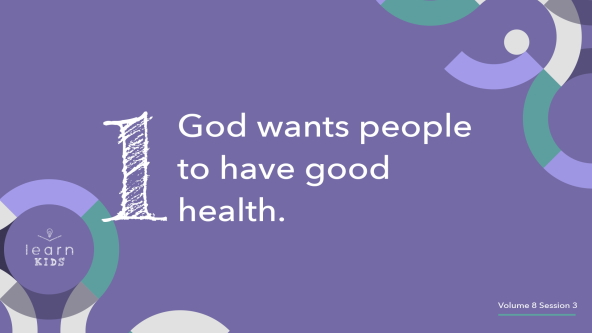 1
God wants people
to have good
health.
learn
KIDS
Volume 8 Session 3